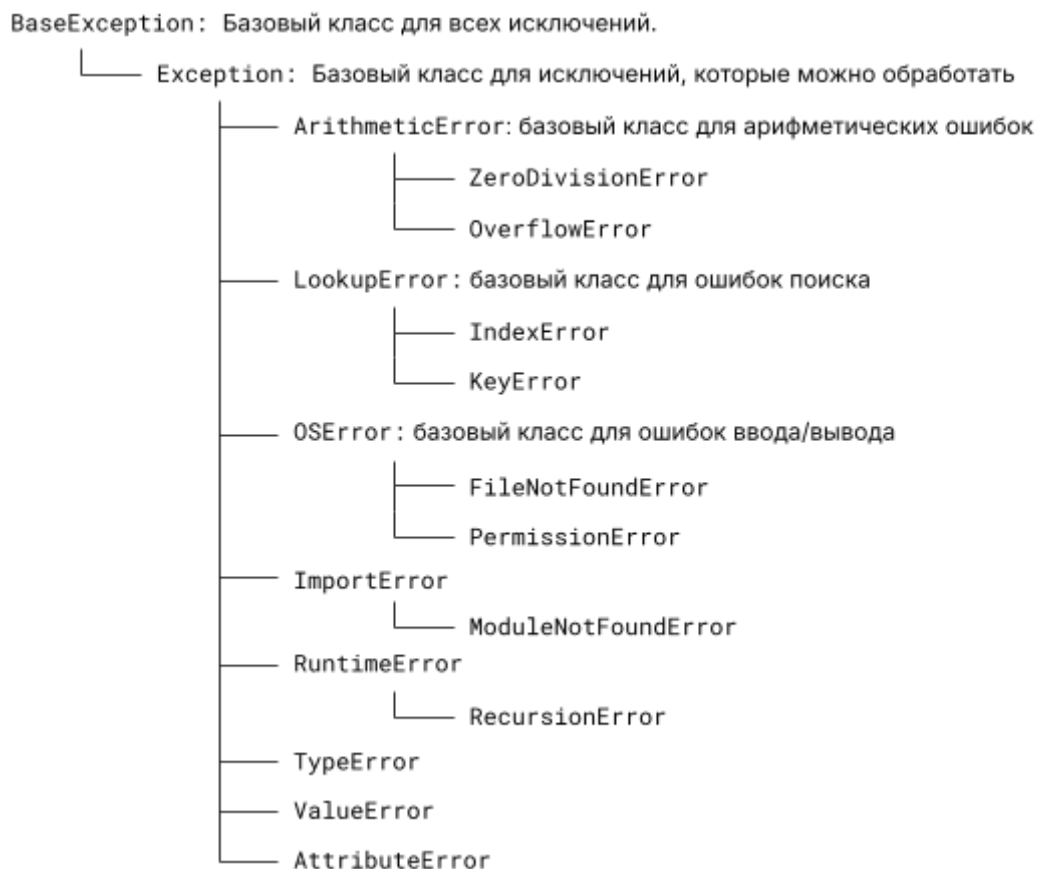 BaseException: Базовый класс для всех исключений.
Exception: Базовый класс для исключений, которые можно обработать
ArithmeticError: базовый класс для арифметических ошибок
ZeroDivisionError
OverflowError
LookupError: базовый класс для ошибок поиска
IndexError
KeyError
OSError: базовый класс для ошибок ввода/вывода
FileNotFoundError
PermissionError
ImportError
ModuleNotFoundError
RuntimeError
RecursionError
TypeError
ValueError
AttributeError